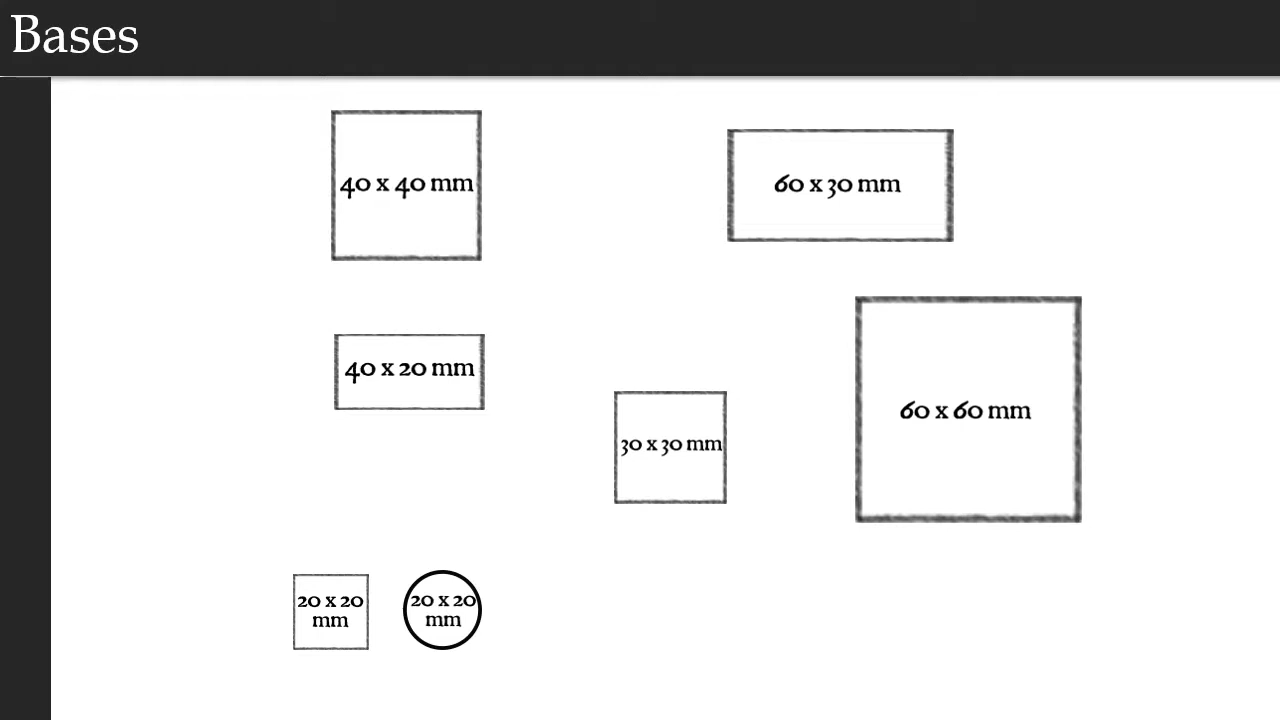 Bases
40 x 40 mm
60 x 30 mm
40 x 20 mm
60 x 60 mm
30 x 30 mm
20 x 20
mm
20 x 20
mm